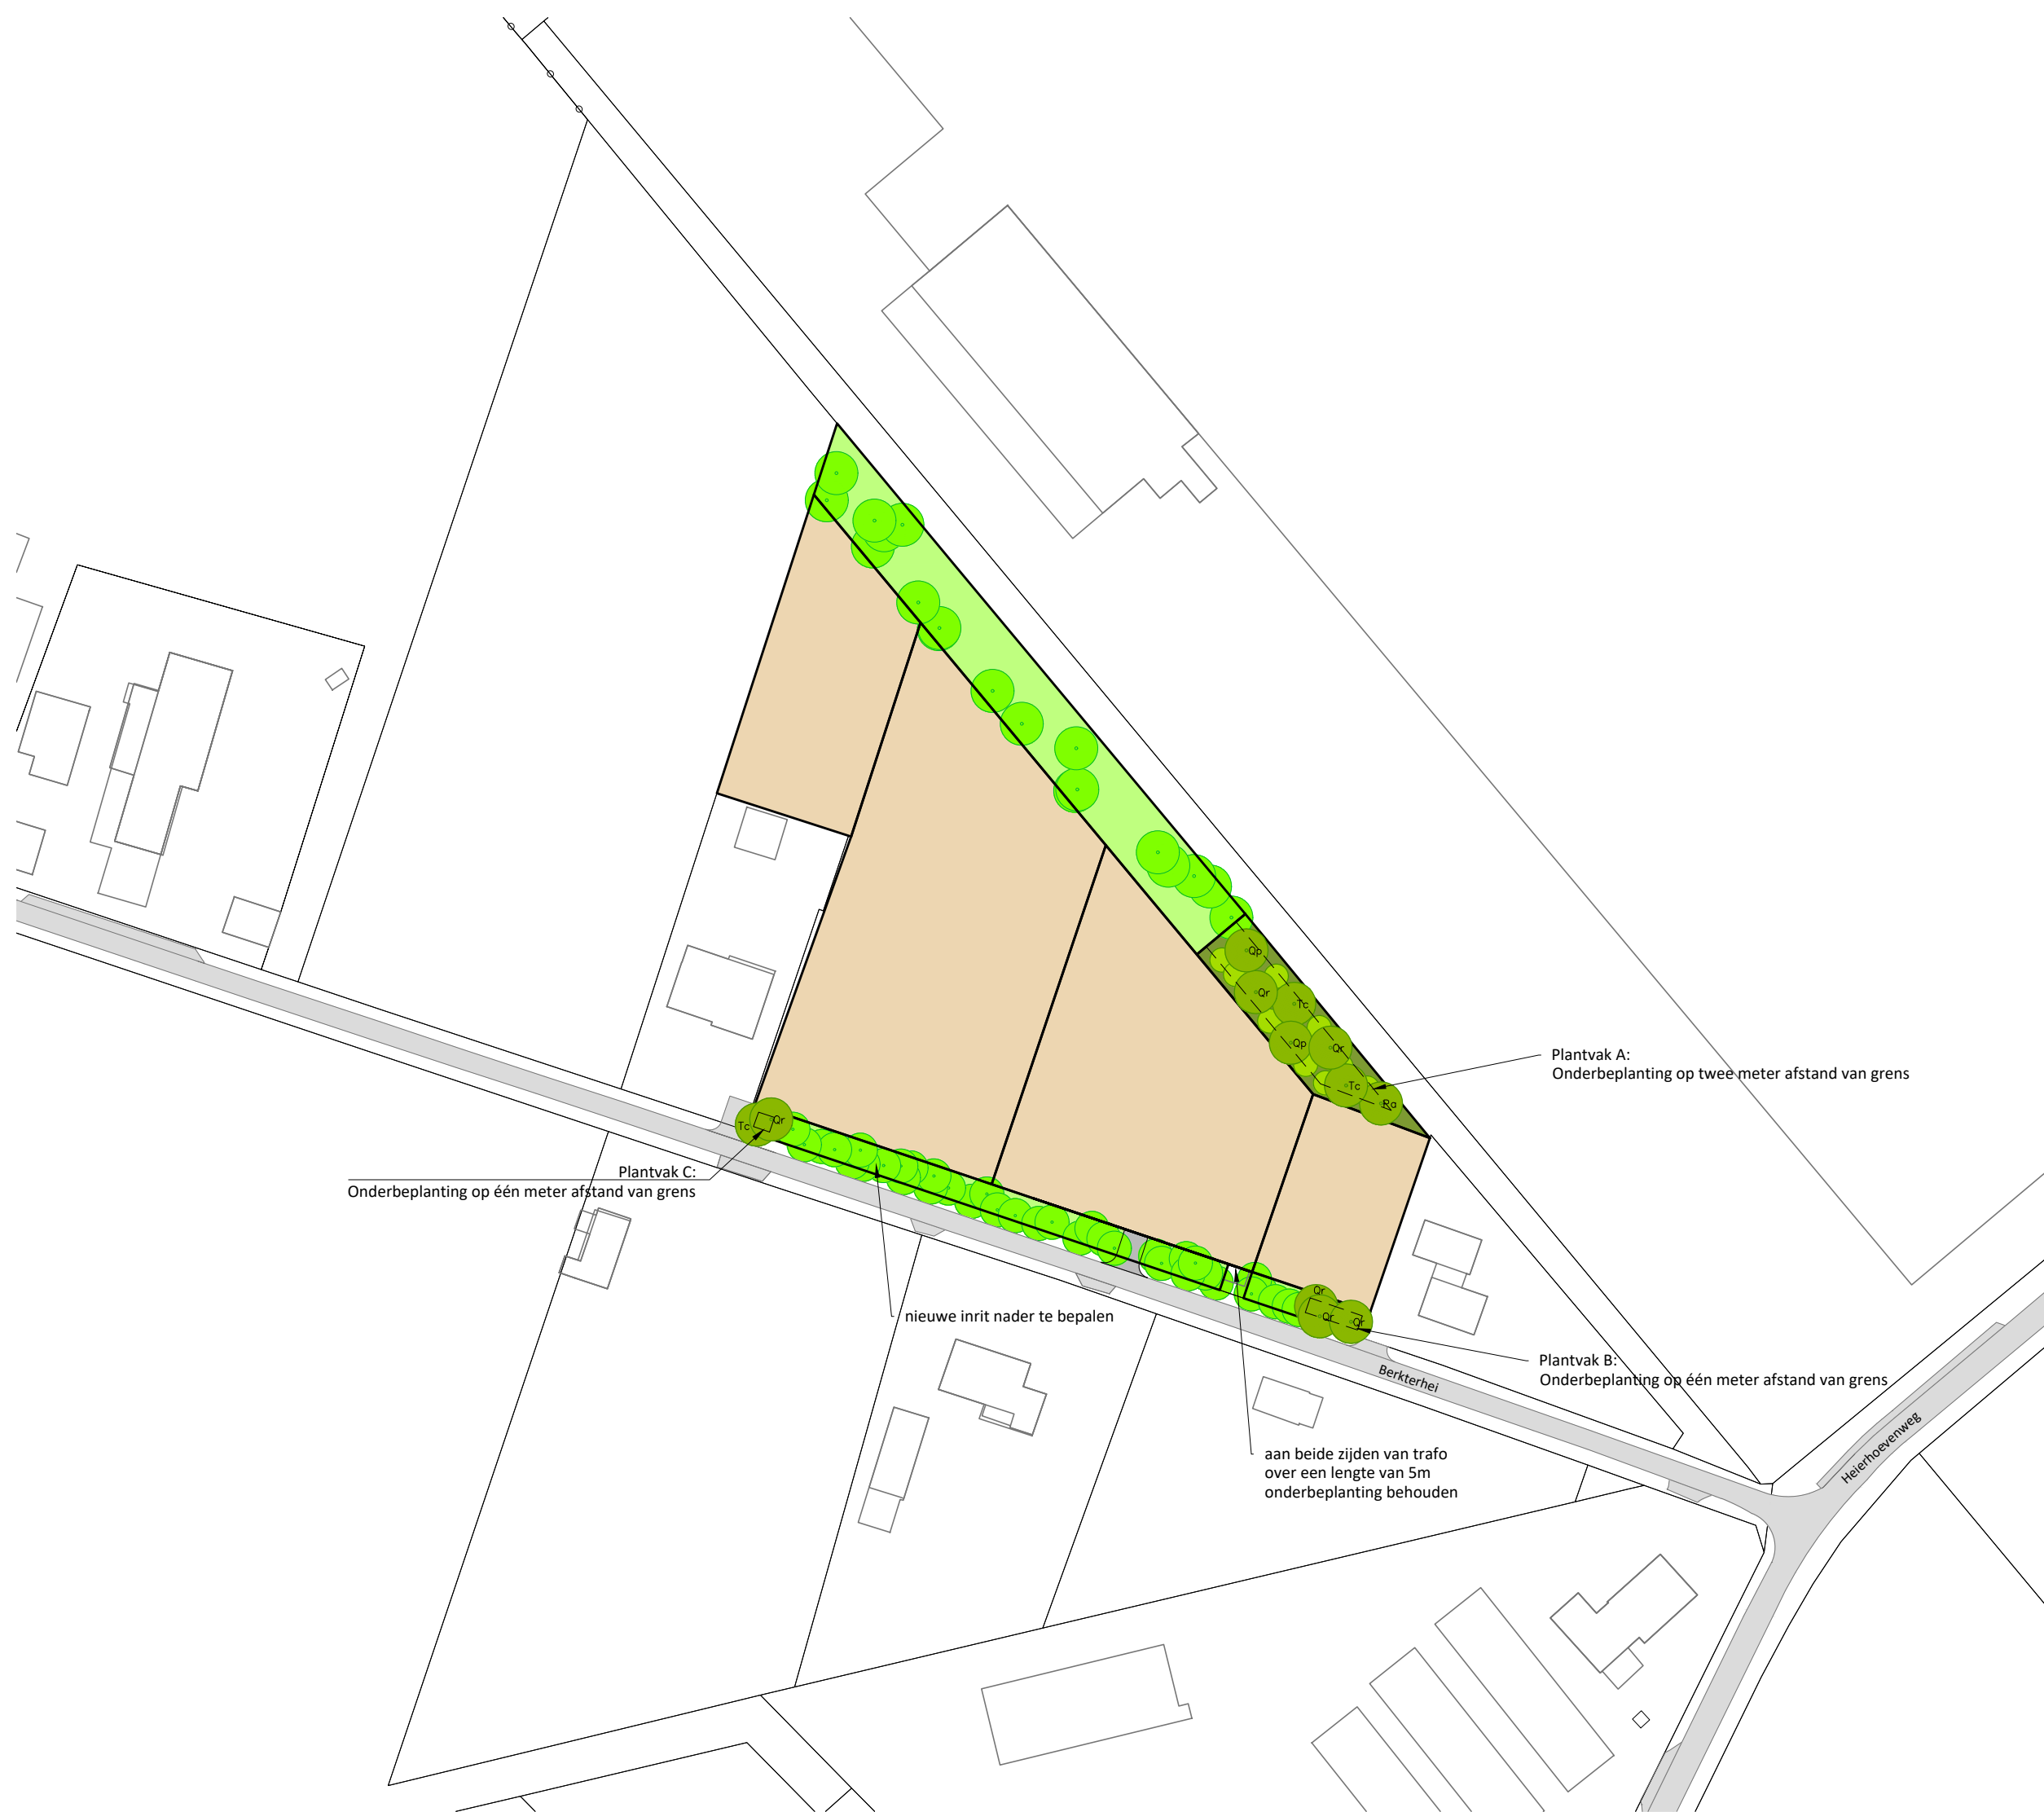 Qp
Qr
Tc
Qp
Qr
Tc
Pa
Plantvak A:
Onderbeplanting op twee meter afstand van grens
Tc
Qr
Plantvak C:
Onderbeplanting op één meter afstand van grens
nieuwe inrit nader te bepalen
Qr
Qr
Qr
Plantvak B:
Onderbeplanting op één meter afstand van grens
Berkterhei
Heierhoevenweg
aan beide zijden van trafo
over een lengte van 5m
onderbeplanting behouden